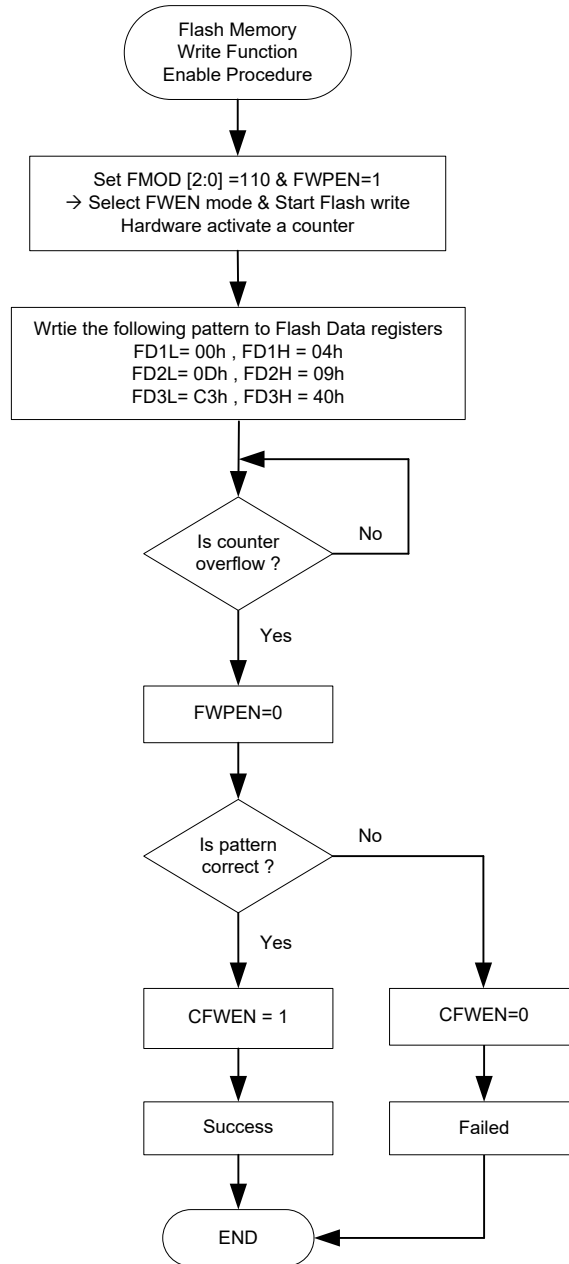 Flash Memory
Write Function
Enable Procedure
Set FMOD [2:0] =110 & FWPEN=1
→ Select FWEN mode & Start Flash write
Hardware activate a counter
Wrtie the following pattern to Flash Data registers
FD1L= 00h , FD1H = 04h
FD2L= 0Dh , FD2H = 09h
FD3L= C3h , FD3H = 40h
Is counter
overflow ?
No
Yes
FWPEN=0
Is pattern
correct ?
No
Yes
CFWEN = 1
CFWEN=0
Success
Failed
END